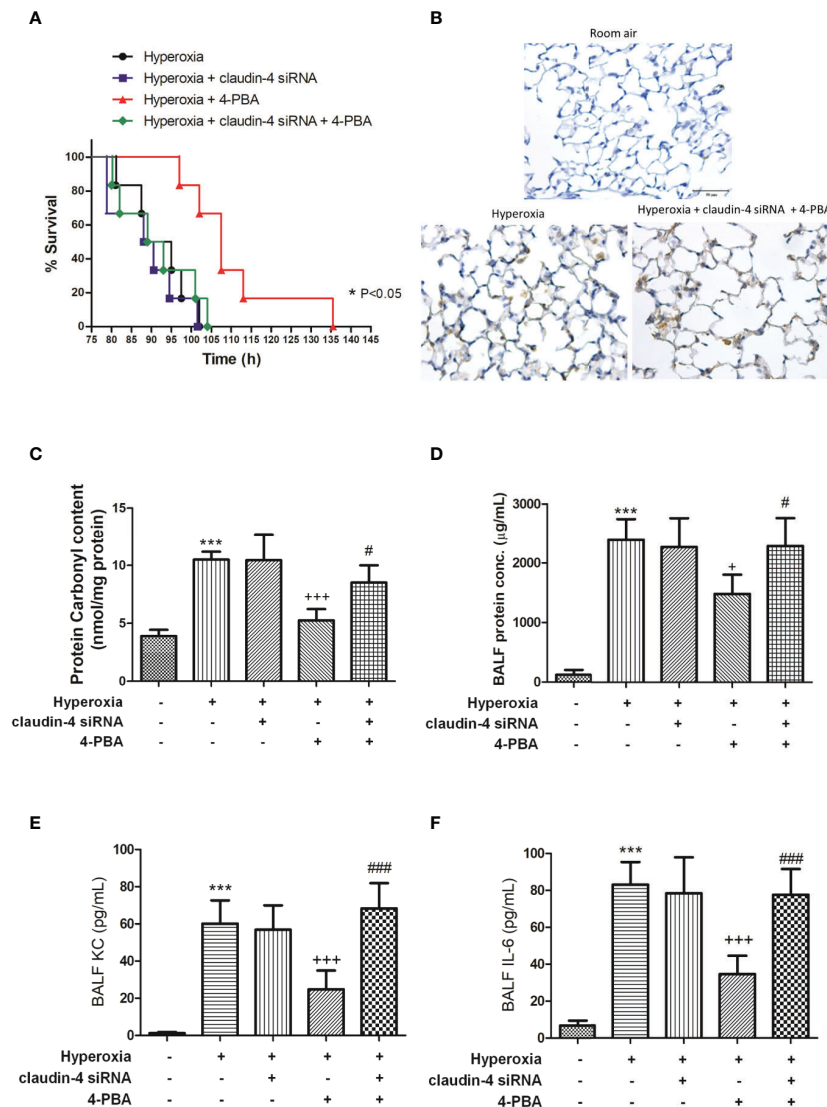 A
Hyperoxia
Hyperoxia + claudin-4 siRNA
Hyperoxia + 4-PBA
Hyperoxia + claudin-4 siRNA + 4-PBA
100
80
60
40
20
0
% Survival
* P<0.05
75 80 85 90 95 100 105 110 115 120 125 130 135 140 145
Time (h)
B
Room air
Hyperoxia
Hyperoxia + claudin-4 siRNA + 4-PBA
C
Protein Carbonyl content
(nmol/mg protein)
15
10
5
0
***
+++
#
Hyperoxia - + + + +
claudin-4 siRNA - - + - +
4-PBA - - - + +
D
BALF protein conc. (µg/mL)
3000
2000
1000
0
***
+
#
Hyperoxia - + + + +
claudin-4 siRNA - - + - +
4-PBA - - - + +
E
BALF KC (pg/mL)
100
80
60
40
20
0
***
+++
###
Hyperoxia - + + + +
claudin-4 siRNA - - + - +
4-PBA - - - + +
F
BALF IL-6 (pg/mL)
100
80
60
40
20
0
***
+++
###
Hyperoxia - + + + +
claudin-4 siRNA - - + - +
4-PBA - - - + +